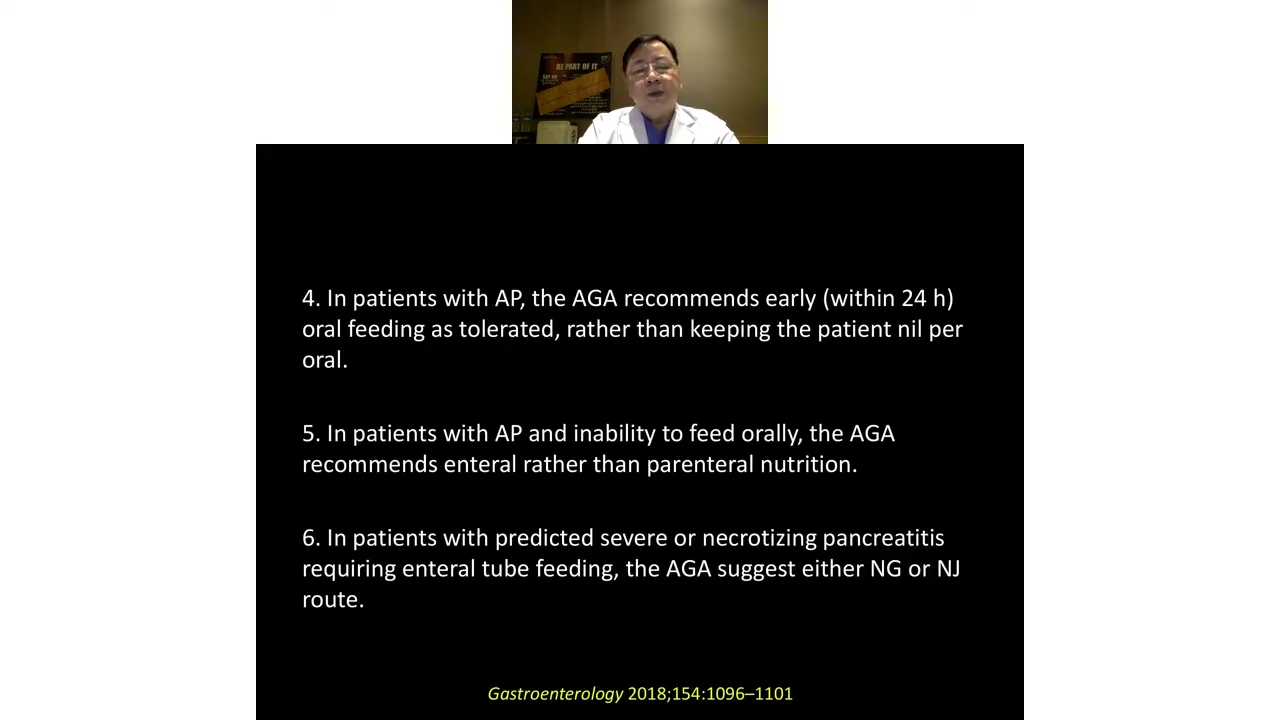 BE PART OF IT
4. In patients with AP, the AGA recommends early (within 24 h)
oral feeding as tolerated, rather than keeping the patient nil per
oral.
5. In patients with AP and inability to feed orally, the AGA
recommends enteral rather than parenteral nutrition.
6. In patients with predicted severe or necrotizing pancreatitis
requiring enteral tube feeding, the AGA suggest either NG or NJ
route.
Gastroenterology 2018;154:1096–1101